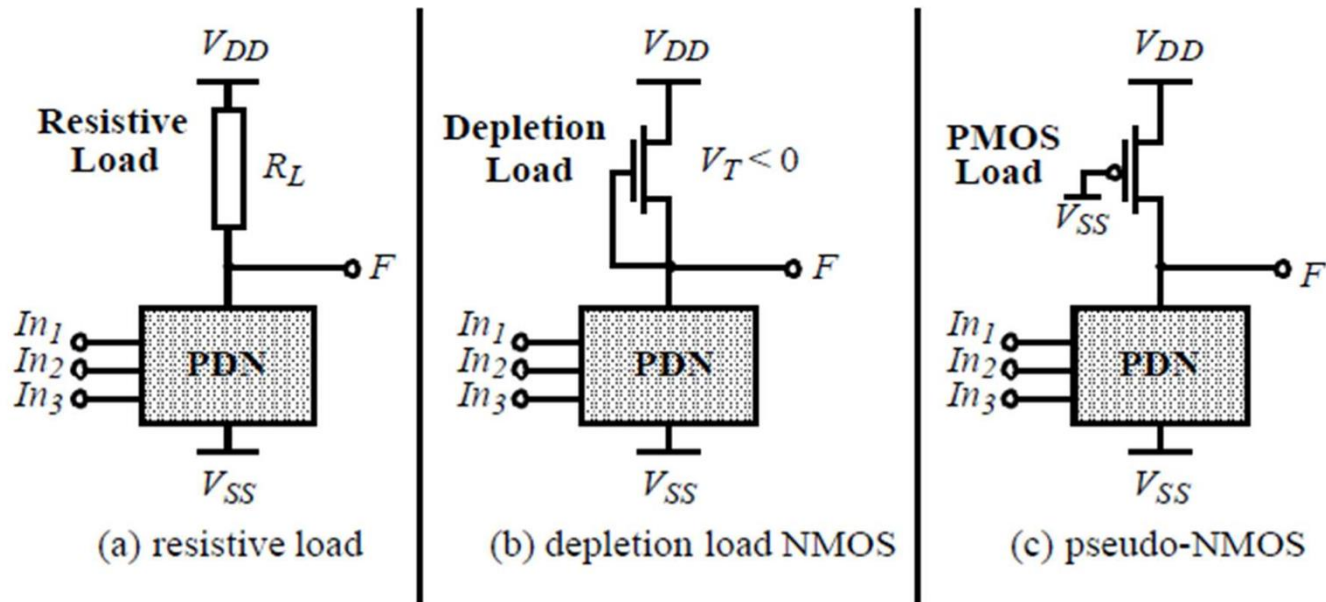 V_DD
Resistive
Load
R_L
F
In_1
In_2
In_3
PDN
V_SS
(a) resistive load
V_DD
Depletion
Load
V_T < 0
F
In_1
In_2
In_3
PDN
V_SS
(b) depletion load NMOS
V_DD
PMOS
Load
V_SS
F
In_1
In_2
In_3
PDN
V_SS
(c) pseudo-NMOS